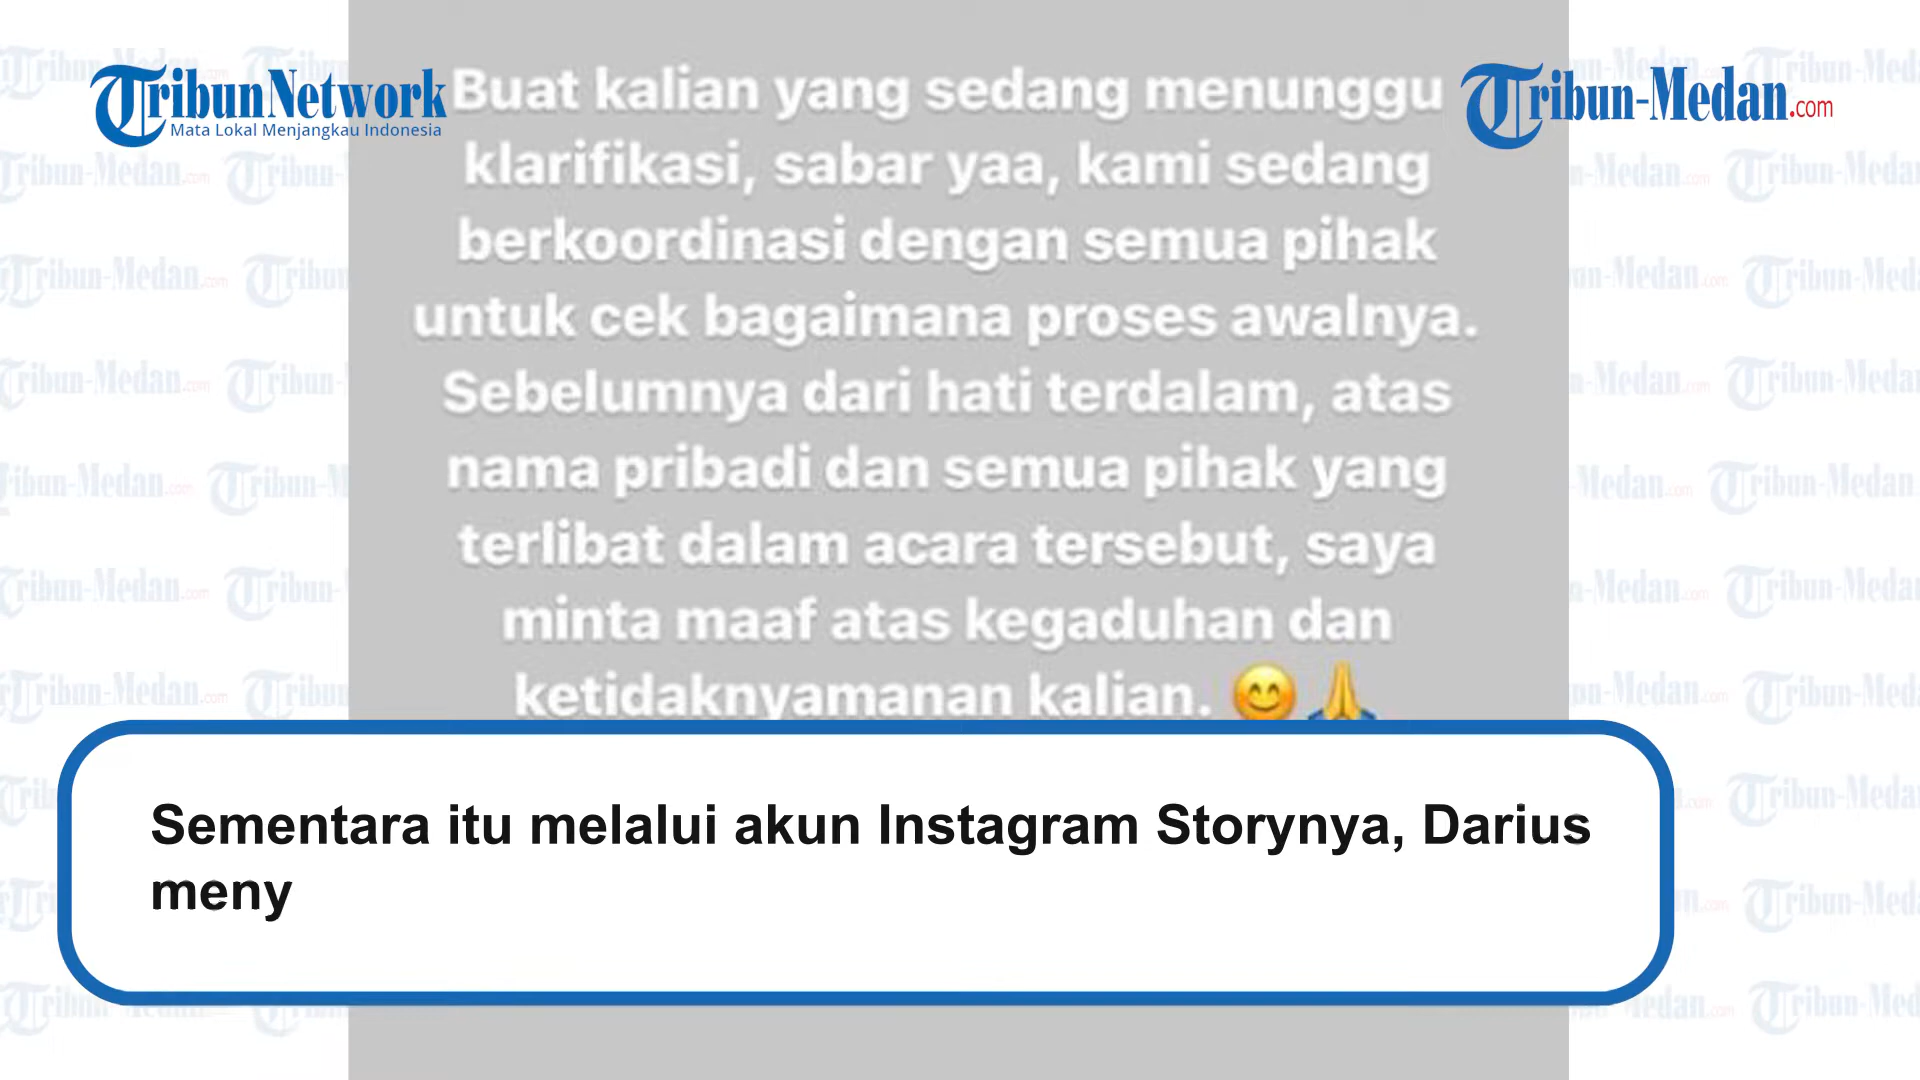 TribunNetwork
Mata Lokal Menjangkau Indonesia
Tribun-Medan.com
Buat kalian yang sedang menunggu
klarifikasi, sabar yaa, kami sedang
berkoordinasi dengan semua pihak
untuk cek bagaimana proses awalnya.
Sebelumnya dari hati terdalam, atas
nama pribadi dan semua pihak yang
terlibat dalam acara tersebut, saya
minta maaf atas kegaduhan dan
ketidaknyamanan kalian. 😊🙏
Sementara itu melalui akun Instagram Storynya, Darius
meny